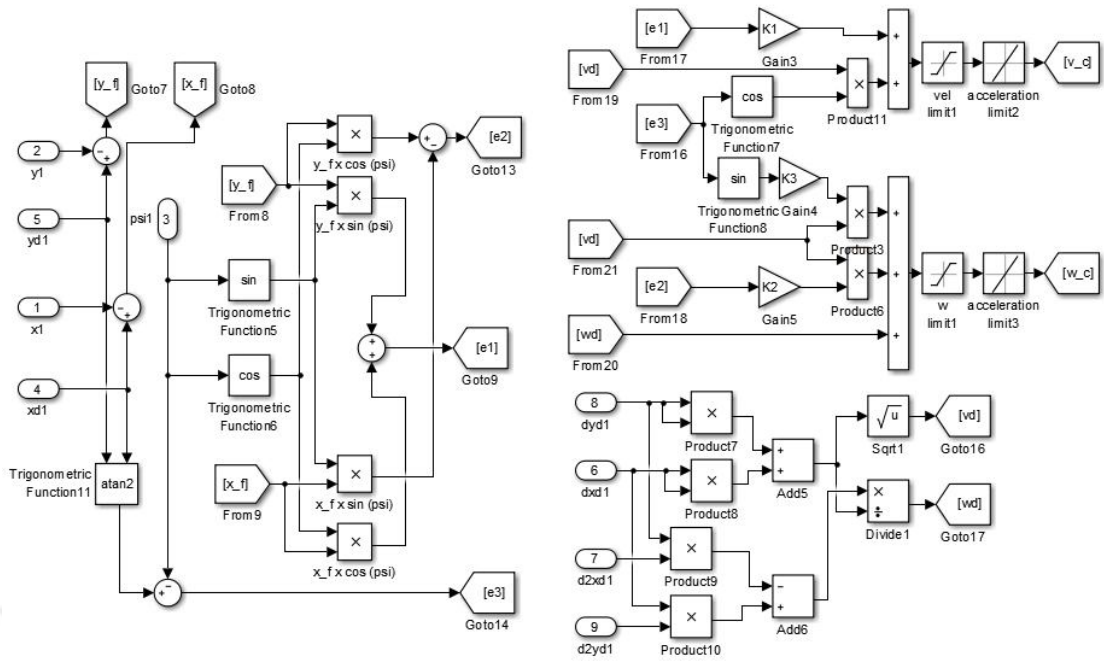 [y_f]
Goto7
[x_f]
Goto8
2
y1
5
yd1
psi1
3
1
x1
4
xd1
Trigonometric
Function11
atan2
[y_f]
From8
sin
Trigonometric
Function5
cos
Trigonometric
Function6
[x_f]
From9
×
y_f x cos (psi)
×
y_f x sin (psi)
×
x_f x sin (psi)
×
x_f x cos (psi)
[e2]
Goto13
[e1]
Goto9
[e3]
Goto14
[e1]
From17
K1
Gain3
[vd]
From19
[e3]
From16
cos
Trigonometric
Function7
×
Product11
vel
limit1
acceleration
limit2
[v_c]
sin
Trigonometric
Function8
K3
Gain4
[vd]
From21
×
Product3
[e2]
From18
K2
Gain5
×
Product6
[wd]
From20
w
limit1
acceleration
limit3
[w_c]
8
dyd1
6
dxd1
7
d2xd1
9
d2yd1
×
Product7
×
Product8
×
Product9
×
Product10
+
+
Add5
−
+
Add6
√u
Sqrt1
[vd]
Goto16
×
÷
Divide1
[wd]
Goto17